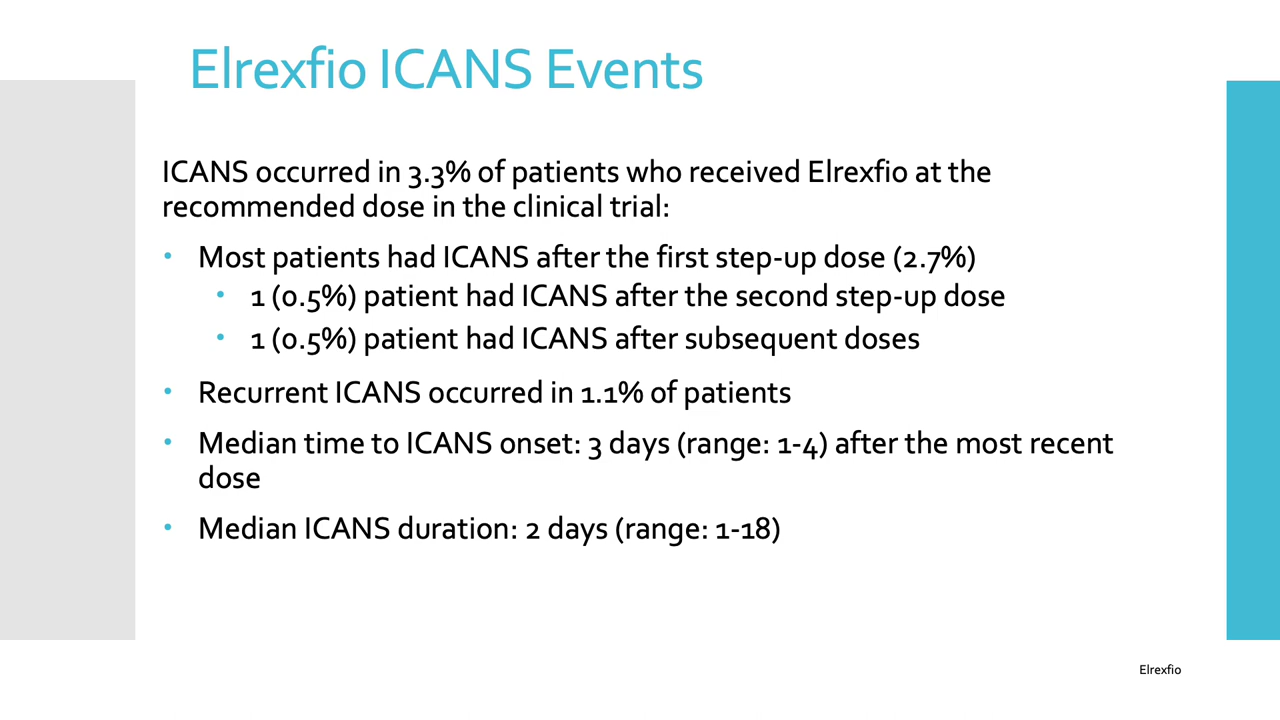 Elrexfio ICANS Events
ICANS occurred in 3.3% of patients who received Elrexfio at the
recommended dose in the clinical trial:
• Most patients had ICANS after the first step-up dose (2.7%)
• 1 (0.5%) patient had ICANS after the second step-up dose
• 1 (0.5%) patient had ICANS after subsequent doses
• Recurrent ICANS occurred in 1.1% of patients
• Median time to ICANS onset: 3 days (range: 1-4) after the most recent
dose
• Median ICANS duration: 2 days (range: 1-18)
Elrexfio